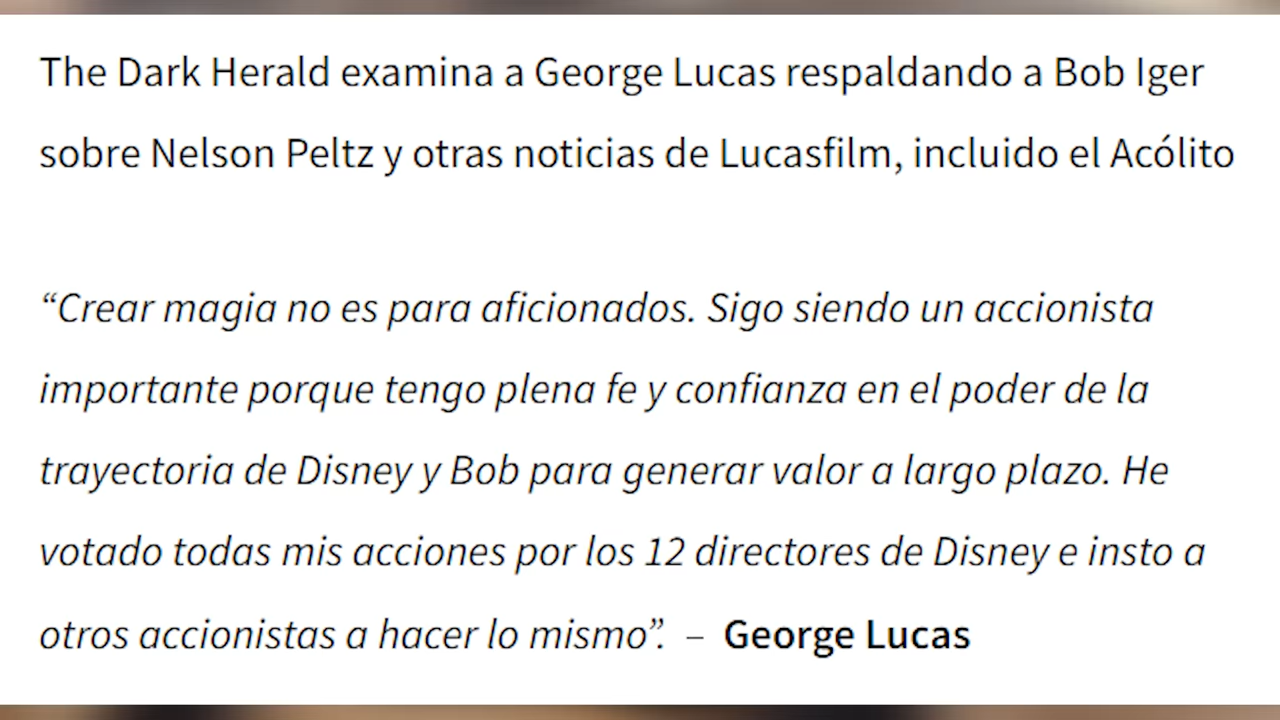 The Dark Herald examina a George Lucas respaldando a Bob Iger
sobre Nelson Peltz y otras noticias de Lucasfilm, incluido el Acólito
“Crear magia no es para aficionados. Sigo siendo un accionista
importante porque tengo plena fe y confianza en el poder de la
trayectoria de Disney y Bob para generar valor a largo plazo. He
votado todas mis acciones por los 12 directores de Disney e insto a
otros accionistas a hacer lo mismo”. – George Lucas